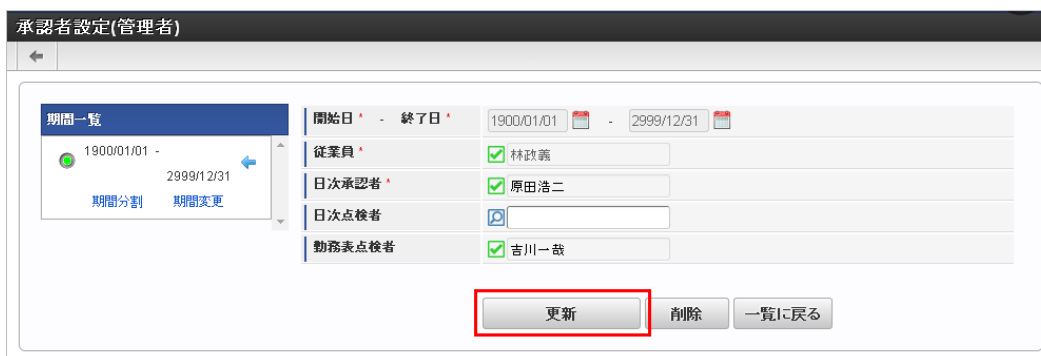 承認者設定(管理者)
期間一覧
1900/01/01 -
2999/12/31
期間分割 期間変更
開始日* - 終了日* 1900/01/01 - 2999/12/31
従業員* 林政義
日次承認者* 原田浩二
日次点検者
勤務表点検者 吉川一哉
更新 削除 一覧に戻る